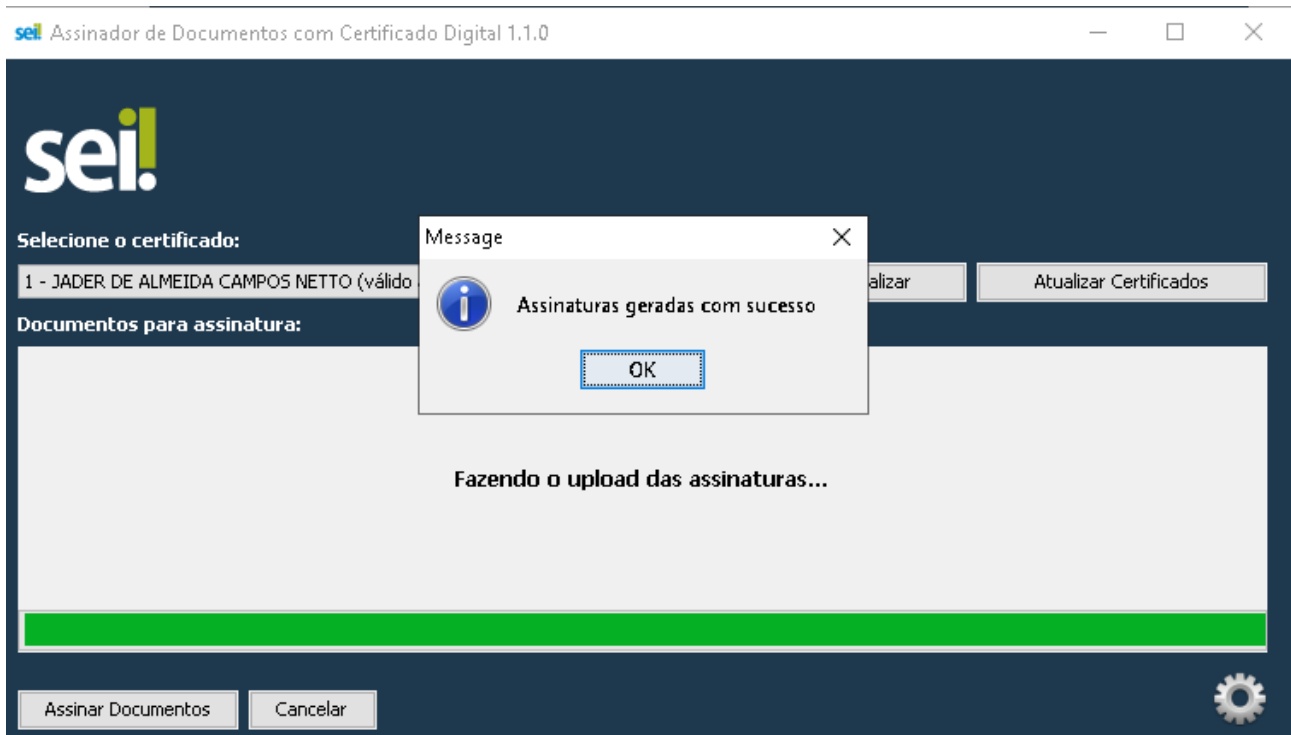 sei! Assinador de Documentos com Certificado Digital 1.1.0
sei!
Selecione o certificado:
Message
1 - JADER DE ALMEIDA CAMPOS NETTO (válido
alizar
Atualizar Certificados
Assinaturas geradas com sucesso
Documentos para assinatura:
OK
Fazendo o upload das assinaturas...
Assinar Documentos
Cancelar